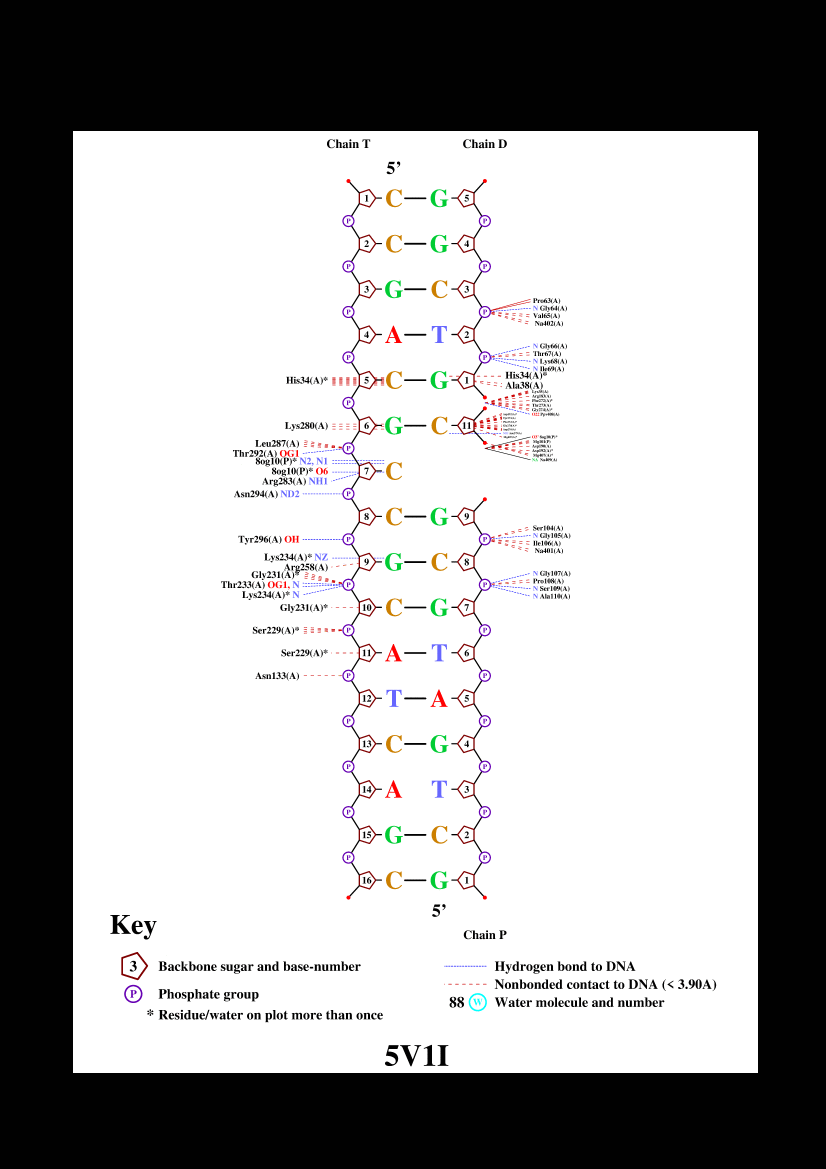 Chain T Chain D
5’
1 C G 5
P P
2 C G 4
P P
3 G C 3
Pro63(A)
P P N Gly64(A)
Val65(A)
Na402(A)
4 A T 2
N Gly66(A)
P P Thr67(A)
N Lys68(A)
N Ile69(A)
His34(A)* 5 C G 1 His34(A)*
Ala38(A)
P
Thr273(A)
Lys280(A) 6 G C 11
Leu287(A) P
Thr292(A) OG1
8og10(P)* N2, N1
8og10(P)* O6 7 C
Arg283(A) NH1
Asn294(A) ND2 P
8 C G 9
Ser104(A)
Tyr296(A) OH P P N Gly105(A)
Ile106(A)
Na401(A)
Lys234(A)* NZ 9 G C 8
Arg258(A)
Gly231(A)* N Gly107(A)
Thr233(A) OG1, N P P Pro108(A)
Lys234(A)* N N Ser109(A)
N Ala110(A)
Gly231(A)* 10 C G 7
Ser229(A)* P P
Ser229(A)* 11 A T 6
Asn133(A) P P
12 T A 5
P P
13 C G 4
P P
14 A T 3
P P
15 G C 2
P P
16 C G 1
5’
Chain P
Key
3 Backbone sugar and base-number
P Phosphate group
* Residue/water on plot more than once
Hydrogen bond to DNA
Nonbonded contact to DNA (< 3.90A)
88 W Water molecule and number
5V1I